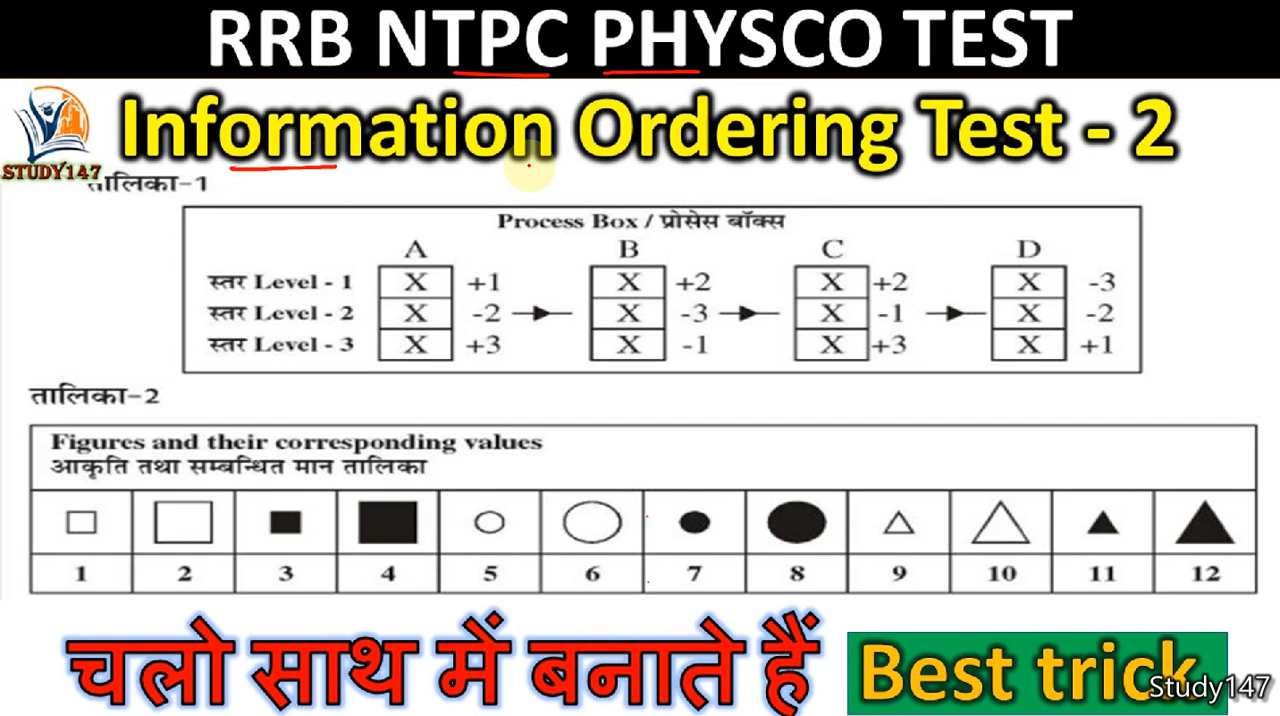 RRB NTPC PHYSCO TEST
Information Ordering Test - 2
STUDY147
तालिका-1
Process Box / प्रोसेस बॉक्स
A B C D
स्तर Level - 1 X +1 X +2 X +2 X -3
स्तर Level - 2 X -2 X -3 X -1 X -2
स्तर Level - 3 X +3 X -1 X +3 X +1
तालिका-2
Figures and their corresponding values
आकृति तथा सम्बन्धित मान तालिका
1 2 3 4 5 6 7 8 9 10 11 12
चलो साथ में बनाते हैं Best trick
Study147